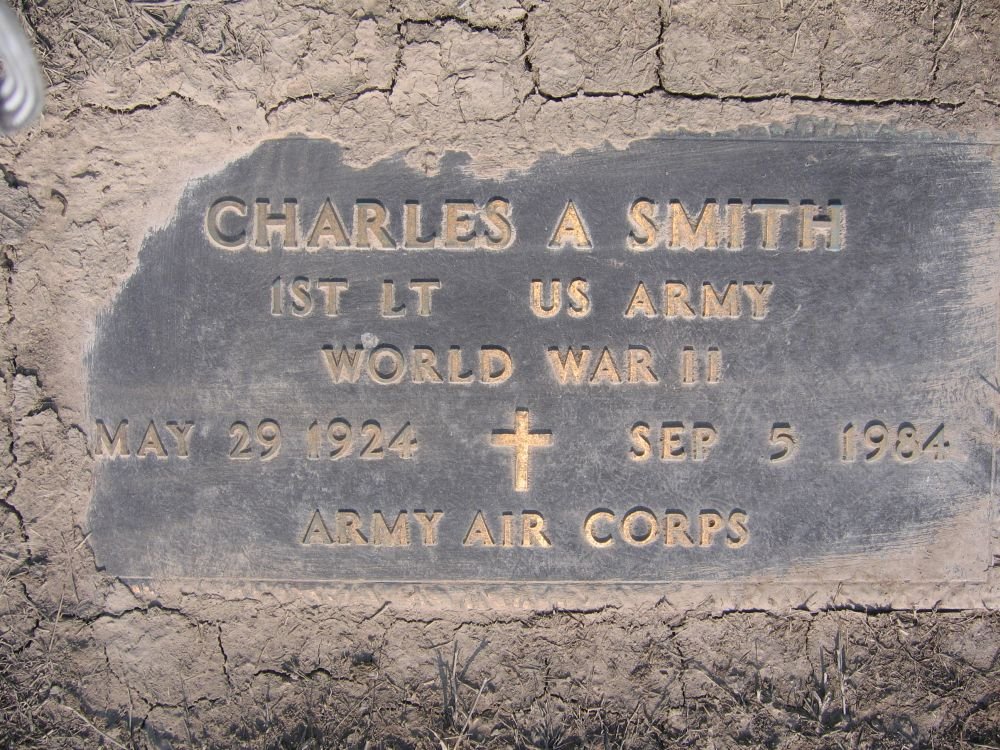 CHARLES A SMITH
1ST LT US ARMY
WORLD WAR II
MAY 29 1924 SEP 5 1984
ARMY AIR CORPS